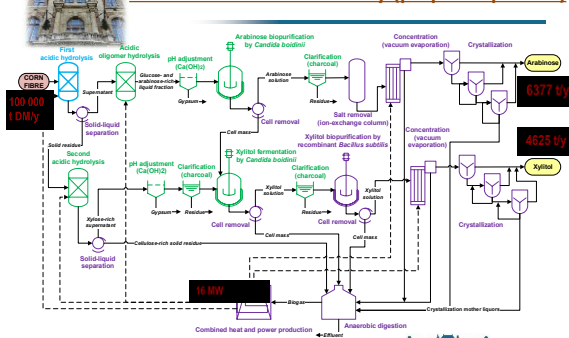 First
acidic hydrolysis
Acidic
oligomer hydrolysis
Arabinose biopurification
by Candida boidinii
Concentration
(vacuum evaporation)
Crystallization
CORN
FIBRE
100 000
t DM/y
Supernatant
Solid-liquid
separation
Solid residue
Glucose- and
arabinose-rich
liquid fraction
pH adjustment
(Ca(OH)2)
Gypsum
Arabinose
solution
Clarification
(charcoal)
Residue
Cell removal
Cell mass
Salt removal
(ion-exchange column)
Arabinose
6377 t/y
Second
acidic hydrolysis
pH adjustment
(Ca(OH)2)
Clarification
(charcoal)
Xylitol fermentation
by Candida boidinii
Xylitol
solution
Clarification
(charcoal)
Xylitol biopurification by
recombinant Bacillus subtilis
Concentration
(vacuum
evaporation)
4625 t/y
Xylitol
Xylose-rich
supernatant
Gypsum
Residue
Cell removal
Residue
Cell removal
Xylitol
solution
Crystallization
Solid-liquid
separation
Cellulose-rich solid residue
Cell mass
Cell mass
16 MW
Biogas
Crystallization mother liquors
Combined heat and power production
Anaerobic digestion
Effluent